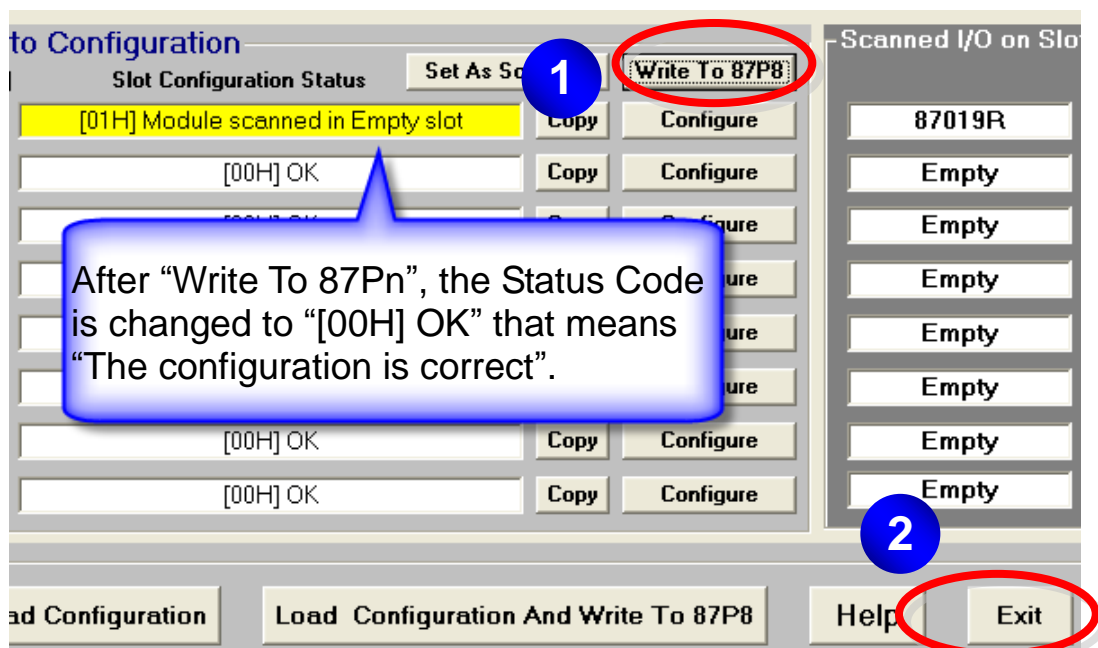 to Configuration
Scanned I/O on Slo
Slot Configuration Status
Set As Sc
1
Write To 87P8
[01H] Module scanned in Empty slot
Copy
Configure
87019R
[00H] OK
Copy
Configure
Empty
Empty
After “Write To 87Pn”, the Status Code
is changed to “[00H] OK” that means
“The configuration is correct”.
Empty
Empty
Empty
[00H] OK
Copy
Configure
Empty
[00H] OK
Copy
Configure
Empty
2
ad Configuration
Load Configuration And Write To 87P8
Help
Exit